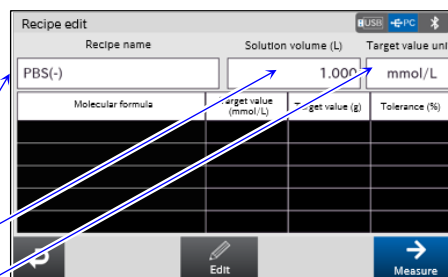 Recipe edit
USB PC
Recipe name
Solution volume (L)
Target value unit
PBS(-)
1.000
mmol/L
Molecular formula
Target value (mmol/L)
Target value (g)
Tolerance (%)
Edit
Measure